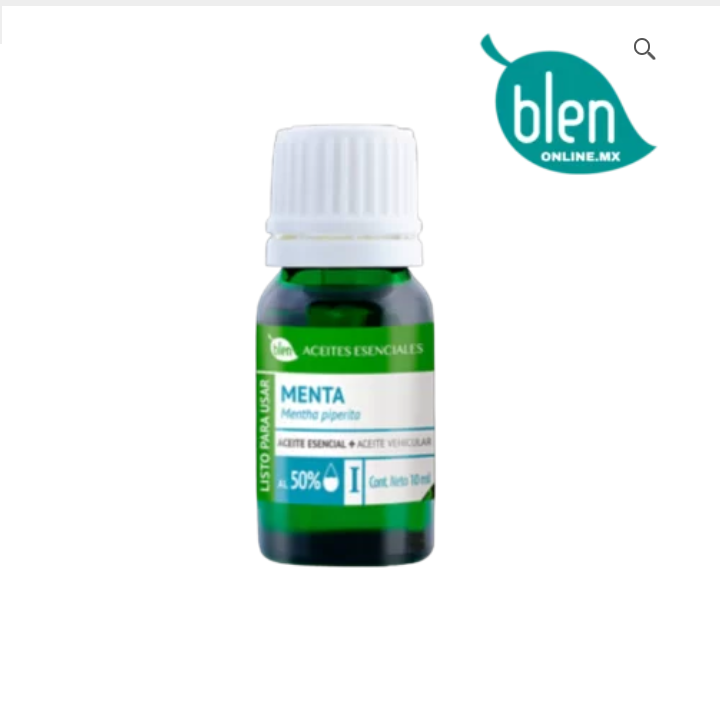 blen
ONLINE.MX
blen ACEITES ESENCIALES
LISTO PARA USAR
MENTA
Mentha piperita
ACEITE ESENCIAL + ACEITE VEHICULAR
AL 50% I Cont. Neto 10 ml